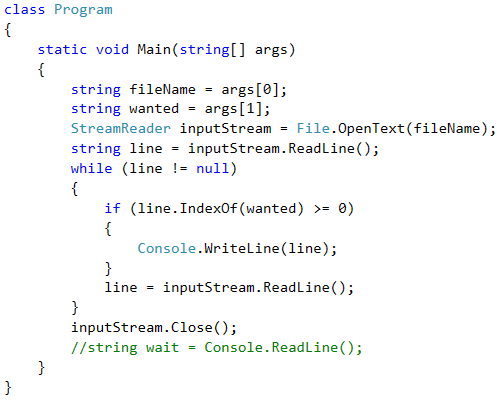 class Program
{
    static void Main(string[] args)
    {
        string fileName = args[0];
        string wanted = args[1];
        StreamReader inputStream = File.OpenText(fileName);
        string line = inputStream.ReadLine();
        while (line != null)
        {
            if (line.IndexOf(wanted) >= 0)
            {
                Console.WriteLine(line);
            }
            line = inputStream.ReadLine();
        }
        inputStream.Close();
        //string wait = Console.ReadLine();
    }
}